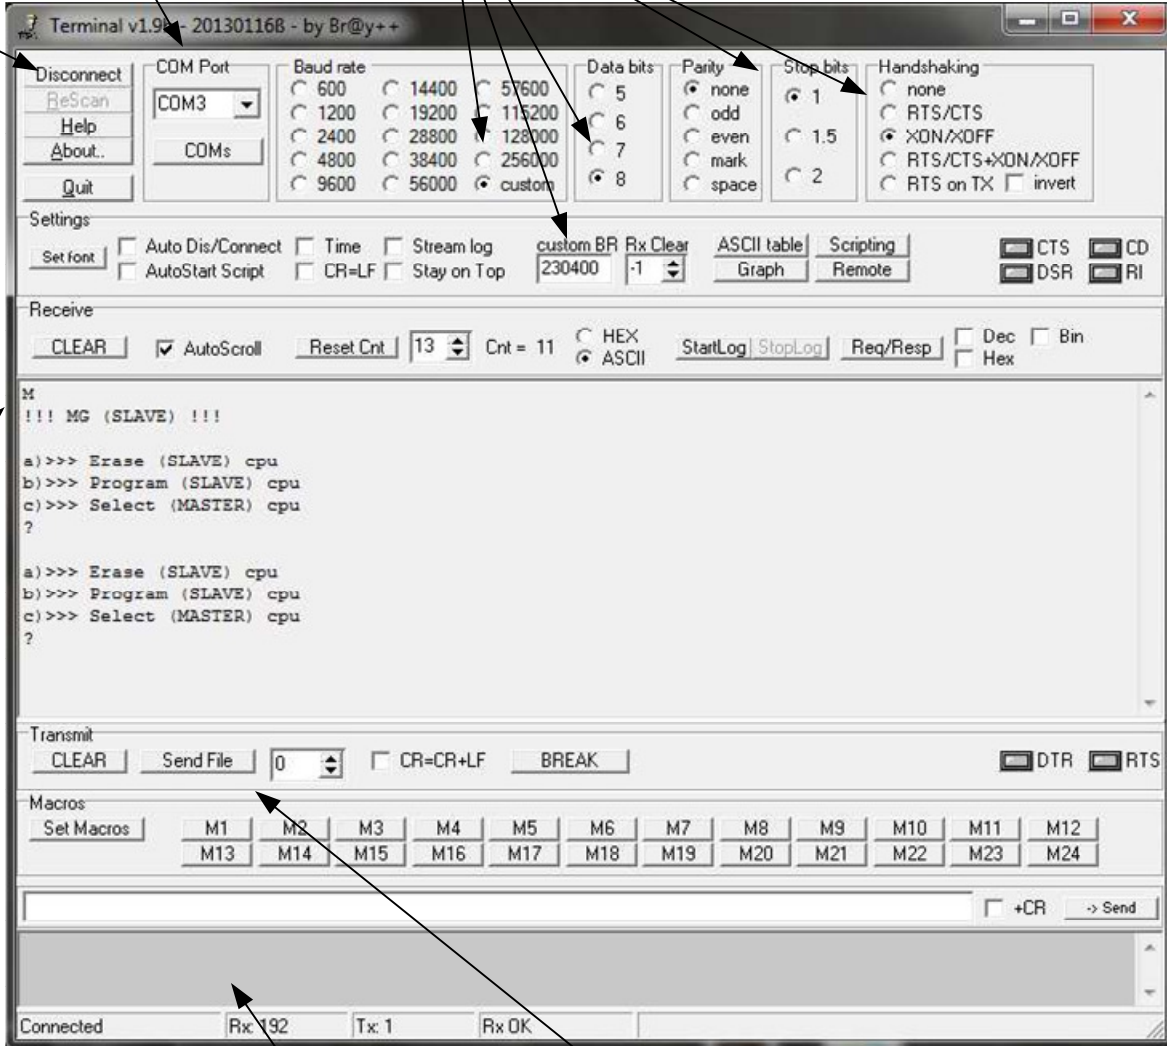 Terminal v1.9b - 20130116ß - by Br@y++
Disconnect
ReScan
Help
About..
Quit
COM Port
COM3
COMs
Baud rate
600 14400 57600
1200 19200 115200
2400 28800 128000
4800 38400 256000
9600 56000 custom
Data bits
5
6
7
8
Parity
none
odd
even
mark
space
Stop bits
1
1.5
2
Handshaking
none
RTS/CTS
XON/XOFF
RTS/CTS+XON/XOFF
RTS on TX invert
Settings
Set font
Auto Dis/Connect Time Stream log
AutoStart Script CR=LF Stay on Top
custom BR Rx Clear
230400 -1
ASCII table Scripting
Graph Remote
CTS CD
DSR RI
Receive
CLEAR AutoScroll Reset Cnt 13 Cnt = 11
HEX
ASCII
StartLog StopLog Req/Resp
Dec Bin
Hex
M
!!! MG (SLAVE) !!!
a)>>> Erase (SLAVE) cpu
b)>>> Program (SLAVE) cpu
c)>>> Select (MASTER) cpu
?
a)>>> Erase (SLAVE) cpu
b)>>> Program (SLAVE) cpu
c)>>> Select (MASTER) cpu
?
Transmit
CLEAR Send File 0 CR=CR+LF BREAK DTR RTS
Macros
Set Macros M1 M2 M3 M4 M5 M6 M7 M8 M9 M10 M11 M12
M13 M14 M15 M16 M17 M18 M19 M20 M21 M22 M23 M24
+CR -> Send
Connected Rx: 192 Tx: 1 Rx OK